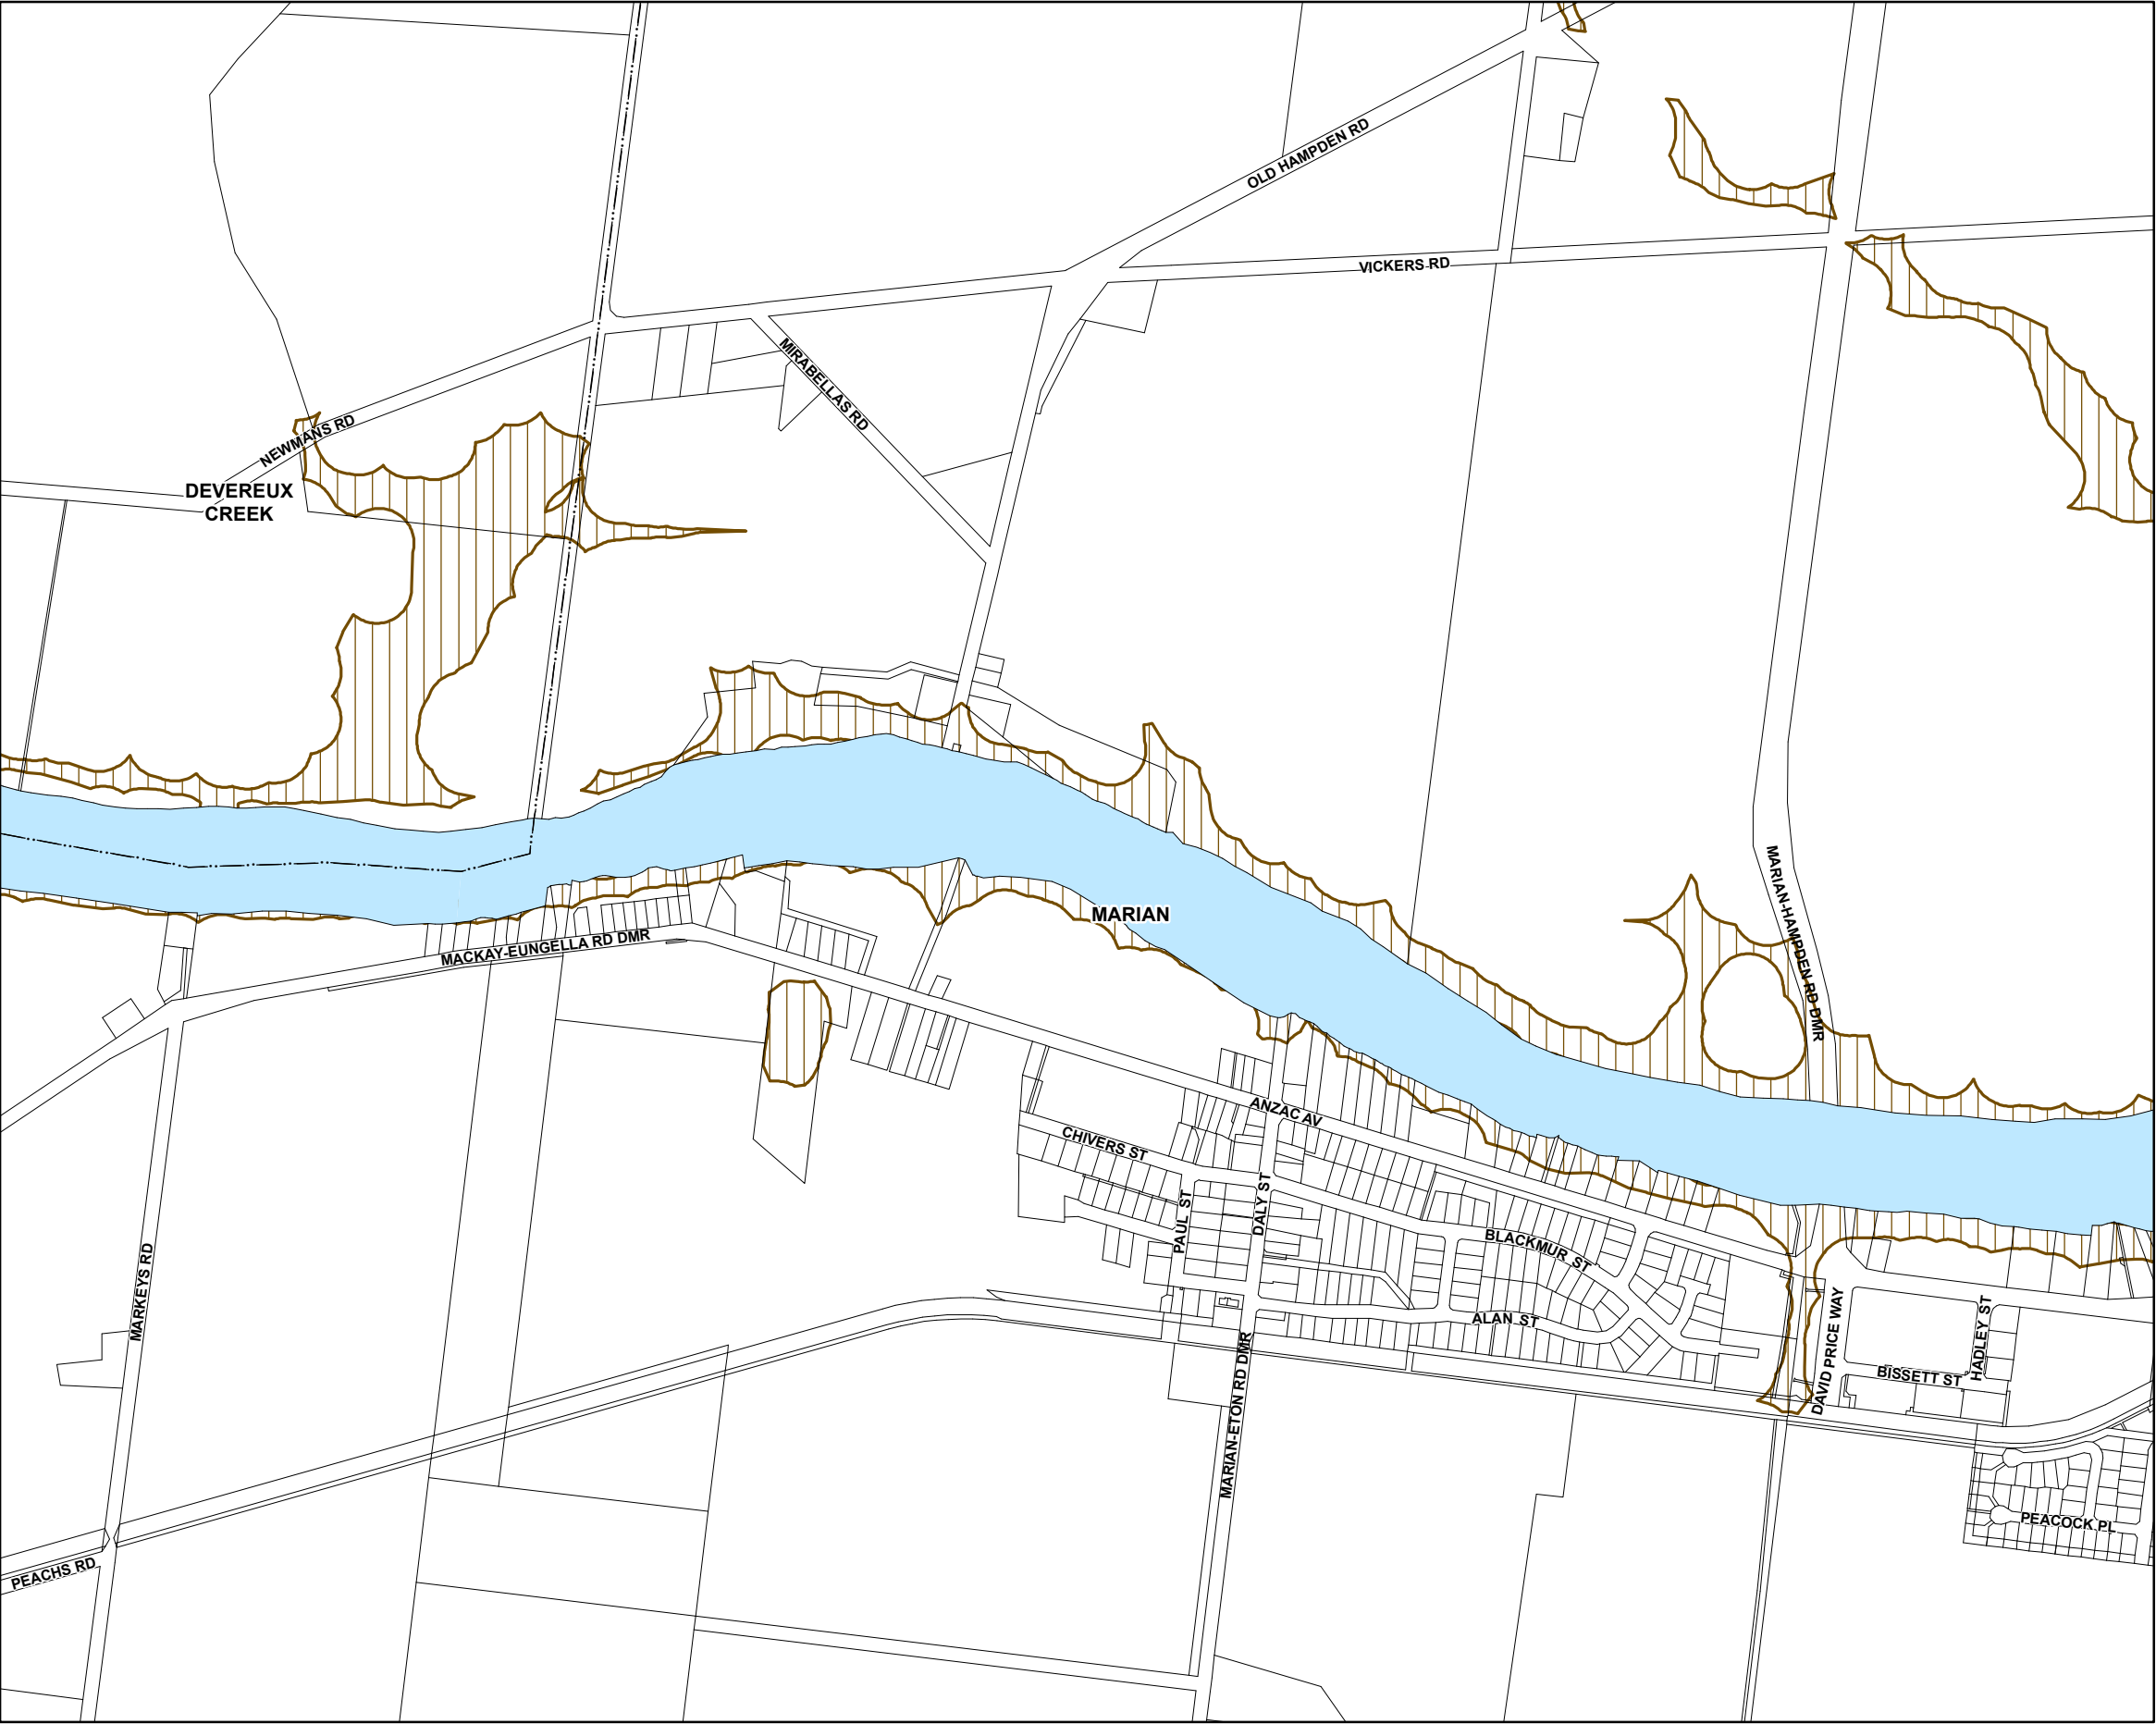 OLD HAMPDEN RD
VICKERS RD
MIRABELLAS RD
NEWMANS RD
DEVEREUX
CREEK
MARIAN-HAMPDEN RD DMR
MARIAN
MACKAY-EUNGELLA RD DMR
ANZAC AV
CHIVERS ST
PAUL ST
DALY ST
BLACKMUR ST
MARKEYS RD
ALAN ST
DAVID PRICE WAY
HADLEY ST
BISSETT ST
MARIAN-ETON RD DMR
PEACOCK PL
PEACHS RD